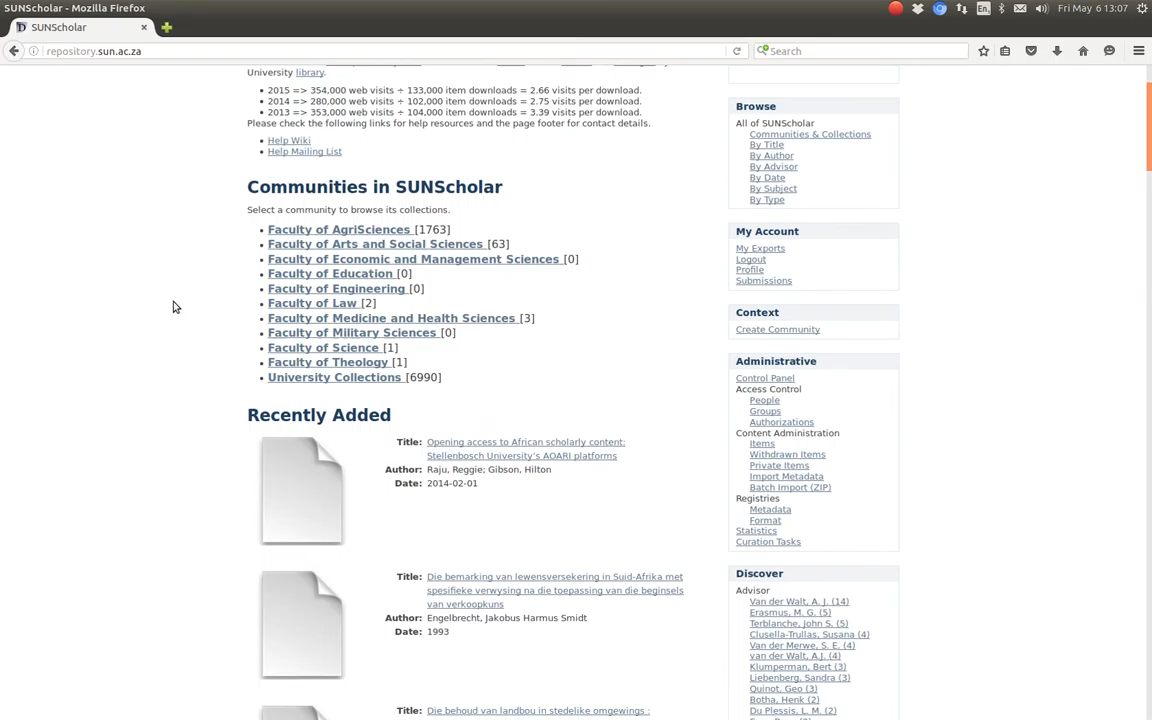 SUNScholar - Mozilla Firefox
En
Fri May 6 13:07
SUNScholar
repository.sun.ac.za
Search
University library.
2015 => 354,000 web visits ÷ 133,000 item downloads = 2.66 visits per download.
2014 => 280,000 web visits ÷ 102,000 item downloads = 2.75 visits per download.
2013 => 353,000 web visits ÷ 104,000 item downloads = 3.39 visits per download.
Please check the following links for help resources and the page footer for contact details.
Help Wiki
Help Mailing List
Communities in SUNScholar
Select a community to browse its collections.
Faculty of AgriSciences [1763]
Faculty of Arts and Social Sciences [63]
Faculty of Economic and Management Sciences [0]
Faculty of Education [0]
Faculty of Engineering [0]
Faculty of Law [2]
Faculty of Medicine and Health Sciences [3]
Faculty of Military Sciences [0]
Faculty of Science [1]
Faculty of Theology [1]
University Collections [6990]
Recently Added
Title: Opening access to African scholarly content:
Stellenbosch University's AOARI platforms
Author: Raju, Reggie; Gibson, Hilton
Date: 2014-02-01
Title: Die bemarking van lewensversekering in Suid-Afrika met
spesifieke verwysing na die toepassing van die beginsels
van verkoopkuns
Author: Engelbrecht, Jakobus Harmus Smidt
Date: 1993
Title: Die behoud van landbou in stedelike omgewings :
Browse
All of SUNScholar
Communities & Collections
By Title
By Author
By Advisor
By Date
By Subject
By Type
My Account
My Exports
Logout
Profile
Submissions
Context
Create Community
Administrative
Control Panel
Access Control
People
Groups
Authorizations
Content Administration
Items
Withdrawn Items
Private Items
Import Metadata
Batch Import (ZIP)
Registries
Metadata
Format
Statistics
Curation Tasks
Discover
Advisor
Van der Walt, A. J. (14)
Erasmus, M. G. (5)
Terblanche, John S. (5)
Clusella-Trullas, Susana (4)
Van der Merwe, S. E. (4)
van der Walt, A.J. (4)
Klumperman, Bert (3)
Liebenberg, Sandra (3)
Quinot, Geo (3)
Botha, Henk (2)
Du Plessis, L. M. (2)